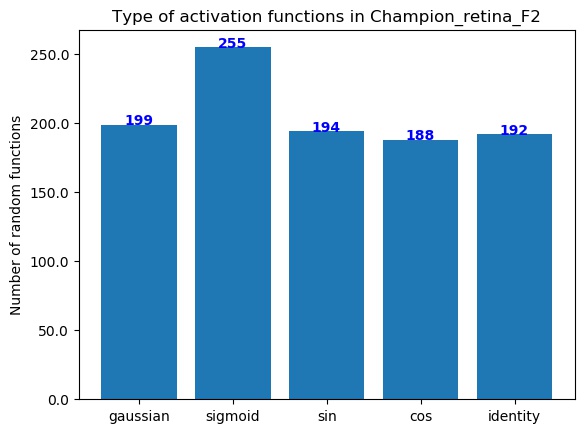 Type of activation functions in Champion_retina_F2
Number of random functions
250.0
200.0
150.0
100.0
50.0
0.0
199
255
194
188
192
gaussian
sigmoid
sin
cos
identity